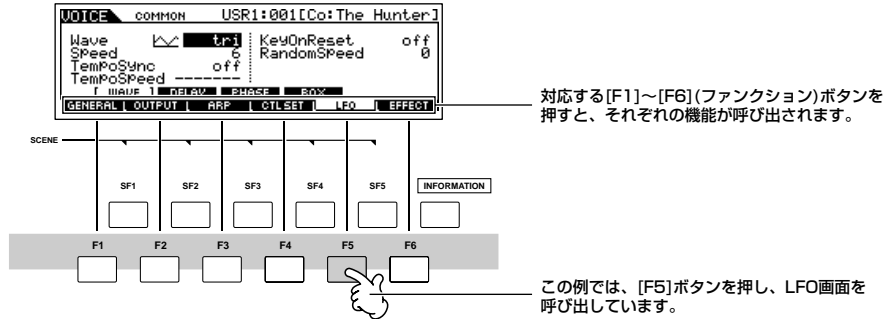 VOICE COMMON USR1:001[Co:The Hunter]
Wave tri KeyOnReset off
Speed 6 RandomSpeed 0
TempoSync off
TempoSpeed -------
[ WAVE ] DELAY PHASE BOX
GENERAL OUTPUT ARP CTLSET LFO EFFECT
対応する[F1]～[F6](ファンクション)ボタンを
押すと、それぞれの機能が呼び出されます。
SCENE
SF1 SF2 SF3 SF4 SF5 INFORMATION
F1 F2 F3 F4 F5 F6
この例では、[F5]ボタンを押し、LFO画面を
呼び出しています。